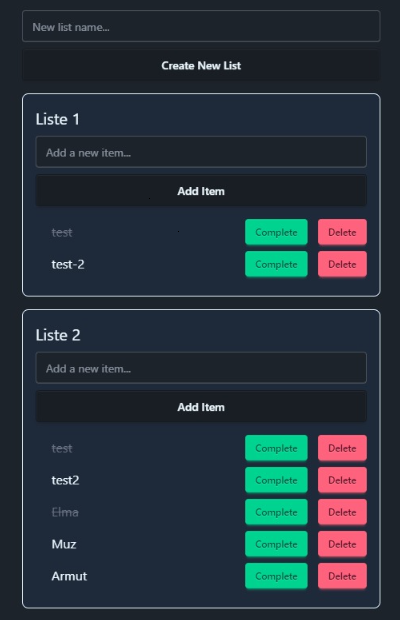 New list name...
Create New List
Liste 1
Add a new item...
Add Item
test Complete Delete
test-2 Complete Delete
Liste 2
Add a new item...
Add Item
test Complete Delete
test2 Complete Delete
Elma Complete Delete
Muz Complete Delete
Armut Complete Delete